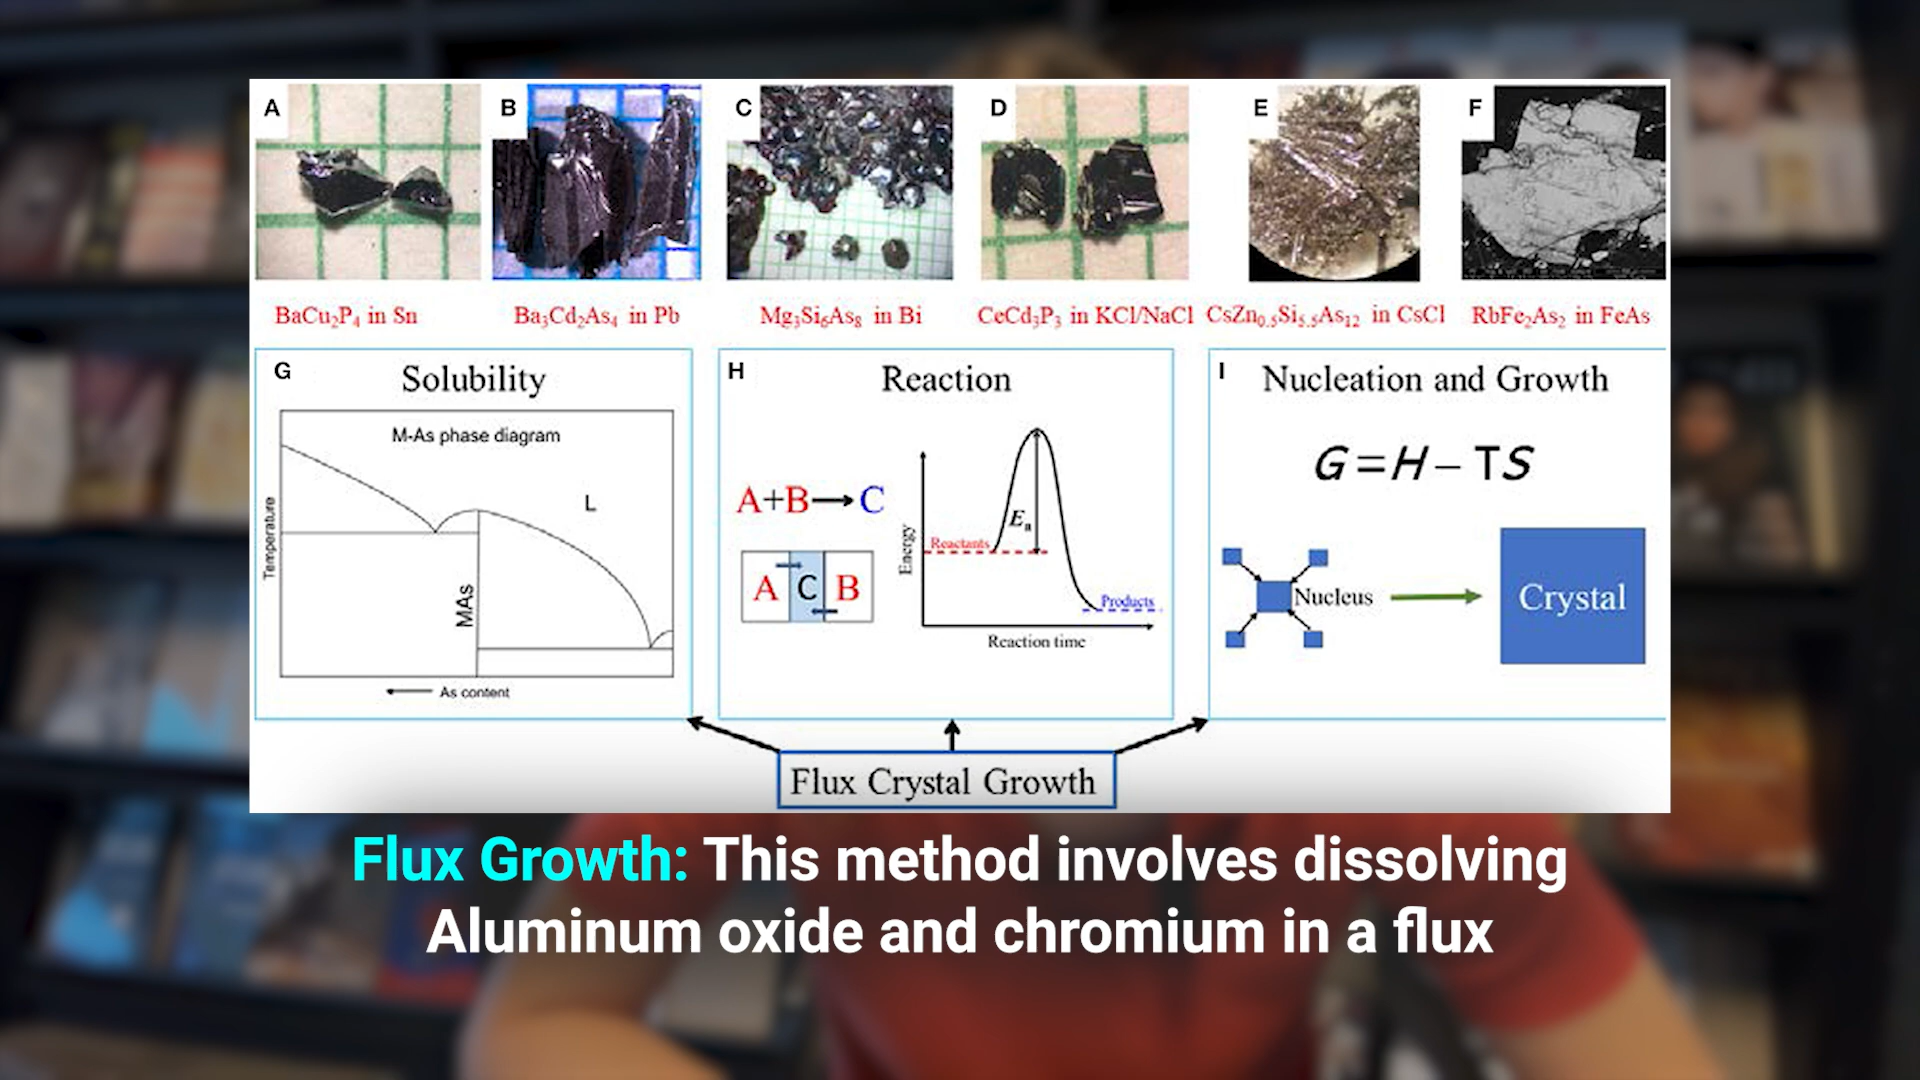 A B C D E F
BaCu₂P₄ in Sn
Ba₃Cd₂As₄ in Pb
Mg₃Si₆As₈ in Bi
CeCd₃P₃ in KCl/NaCl
CsZn₀.₅Si₅.₅As₁₂ in CsCl
RbFe₂As₂ in FeAs
G
Solubility
M-As phase diagram
L
Temperature
MAs
As content
H
Reaction
A+B→C
A C B
Energy
Eₐ
Reactants
Products
Reaction time
I
Nucleation and Growth
G=H–TS
Nucleus
Crystal
Flux Crystal Growth
Flux Growth: This method involves dissolving
Aluminum oxide and chromium in a flux